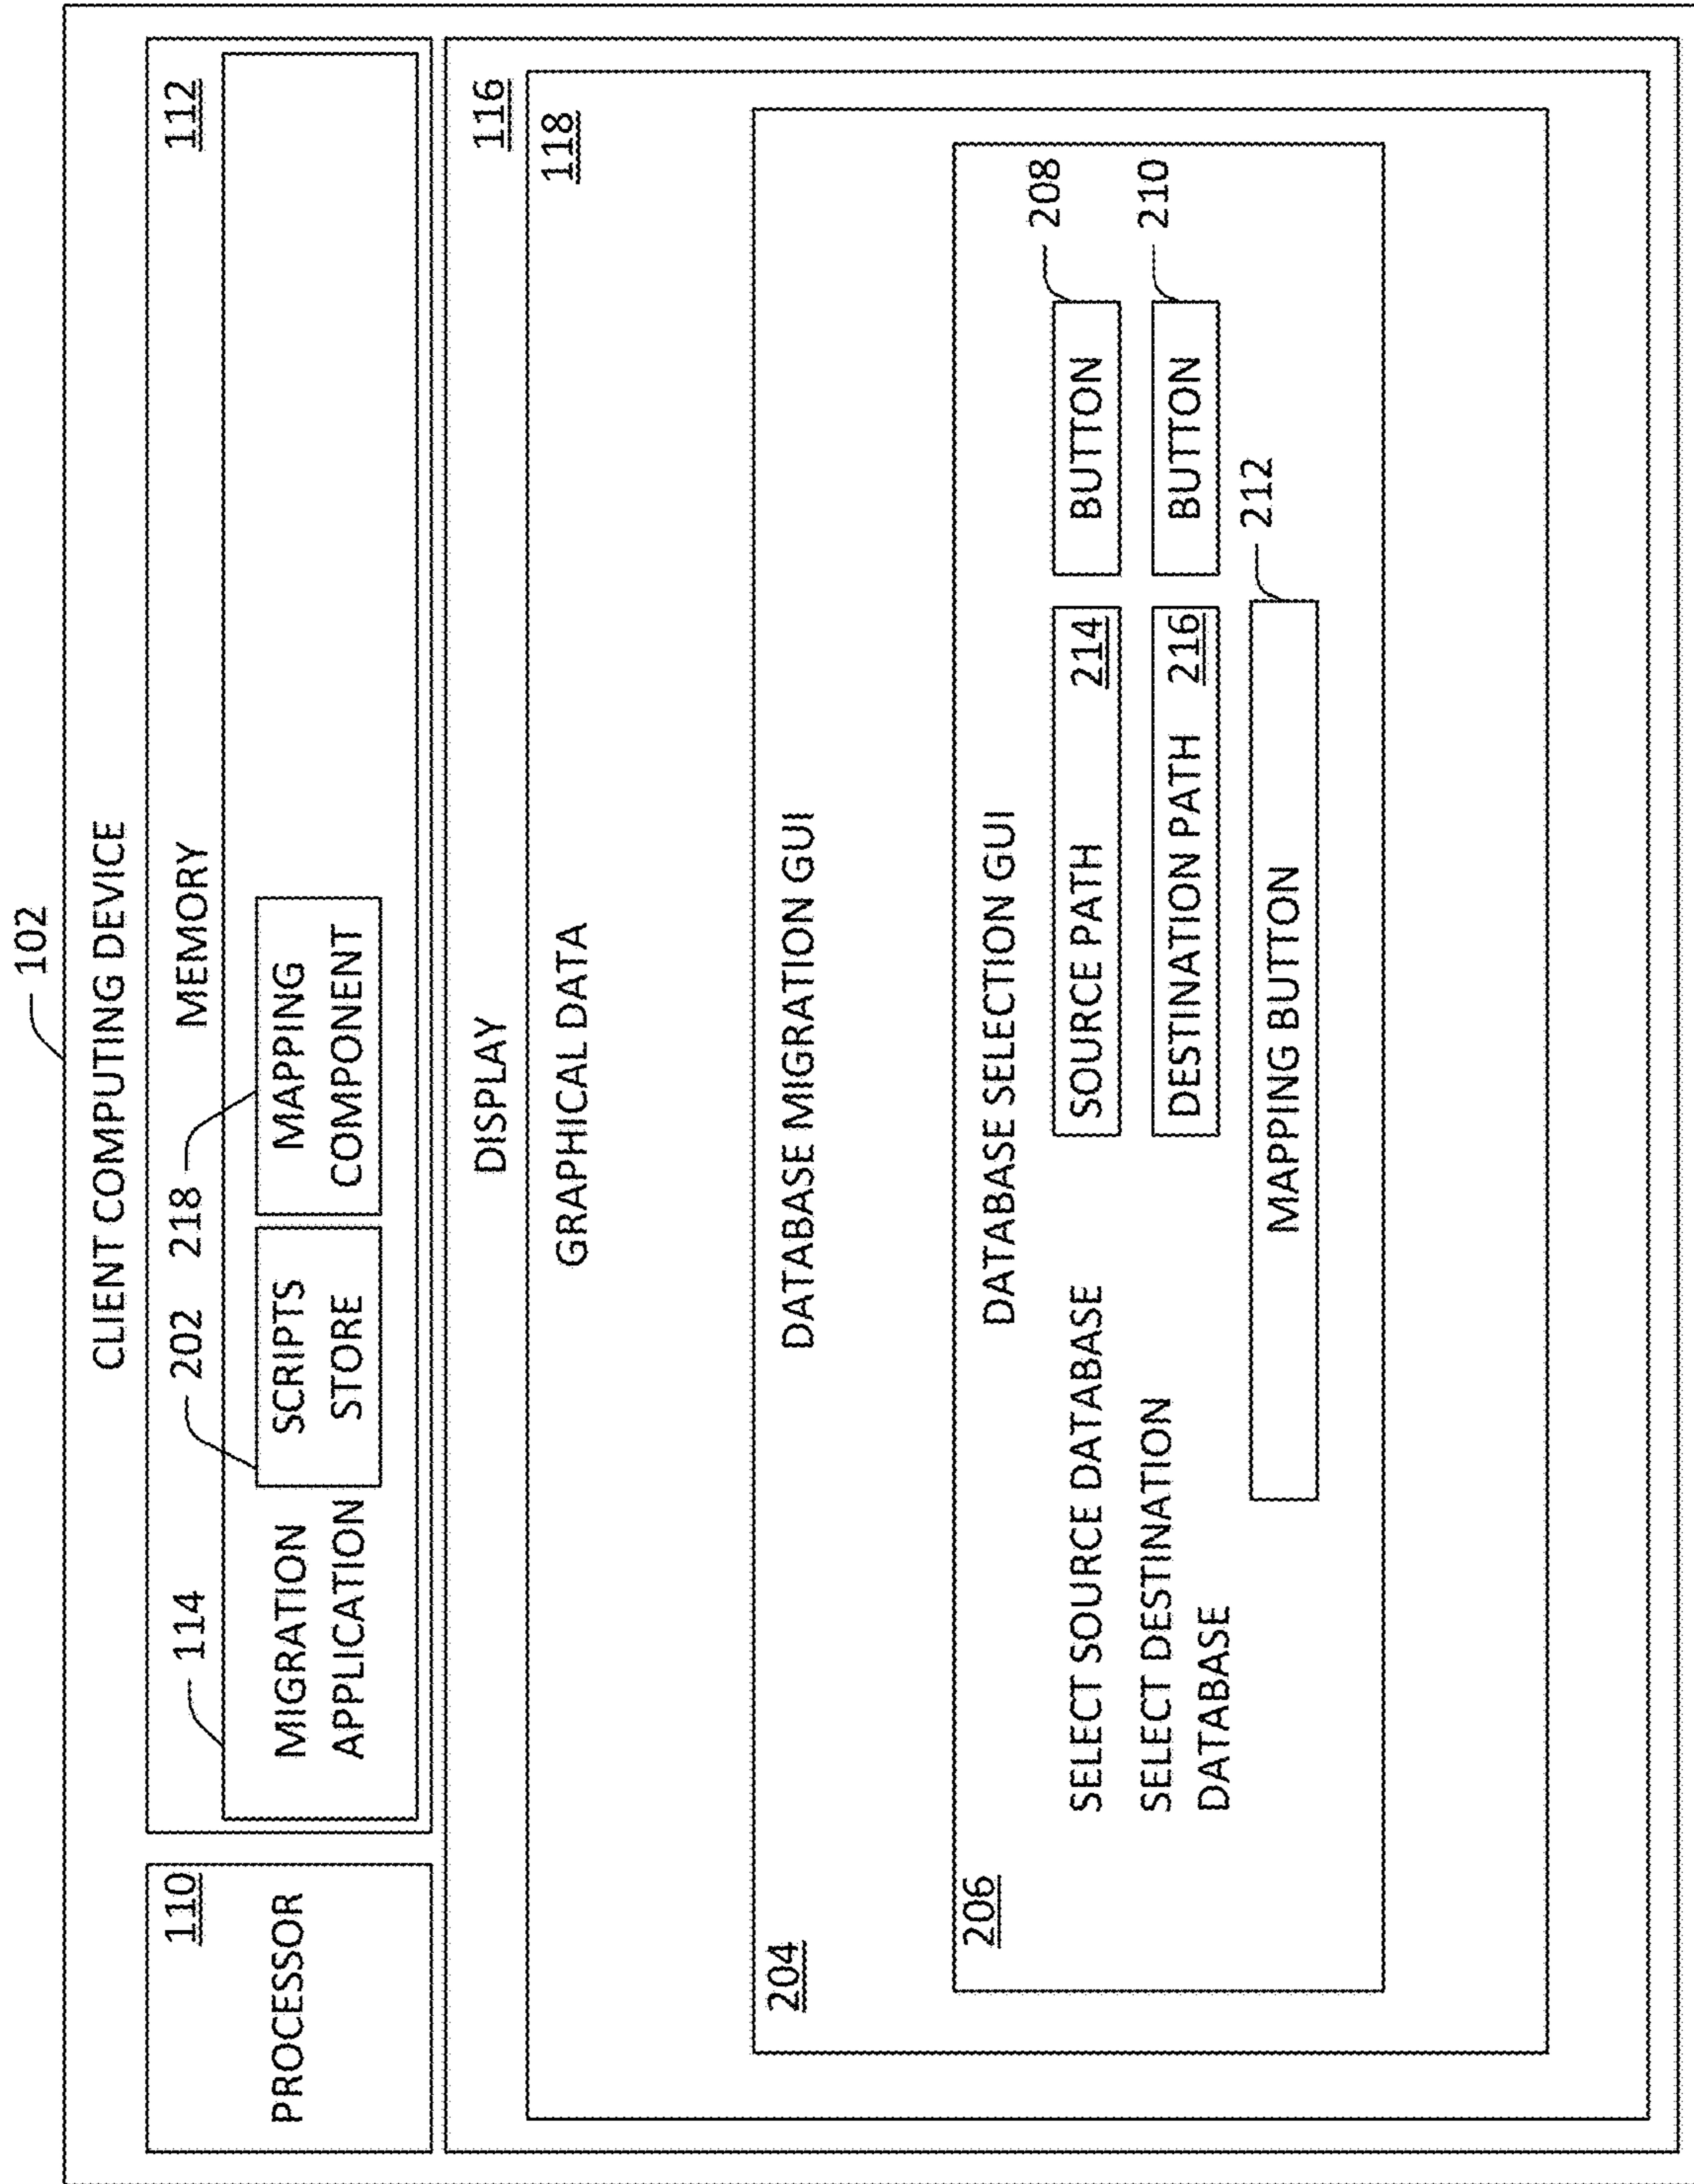 102
CLIENT COMPUTING DEVICE
110
PROCESSOR
MEMORY
112
114
202
218
MIGRATION
APPLICATION
SCRIPTS
STORE
MAPPING
COMPONENT
DISPLAY
116
GRAPHICAL DATA
118
204
DATABASE MIGRATION GUI
206
DATABASE SELECTION GUI
SELECT SOURCE DATABASE
SOURCE PATH 214
BUTTON
208
SELECT DESTINATION
DATABASE
DESTINATION PATH 216
BUTTON
210
MAPPING BUTTON
212